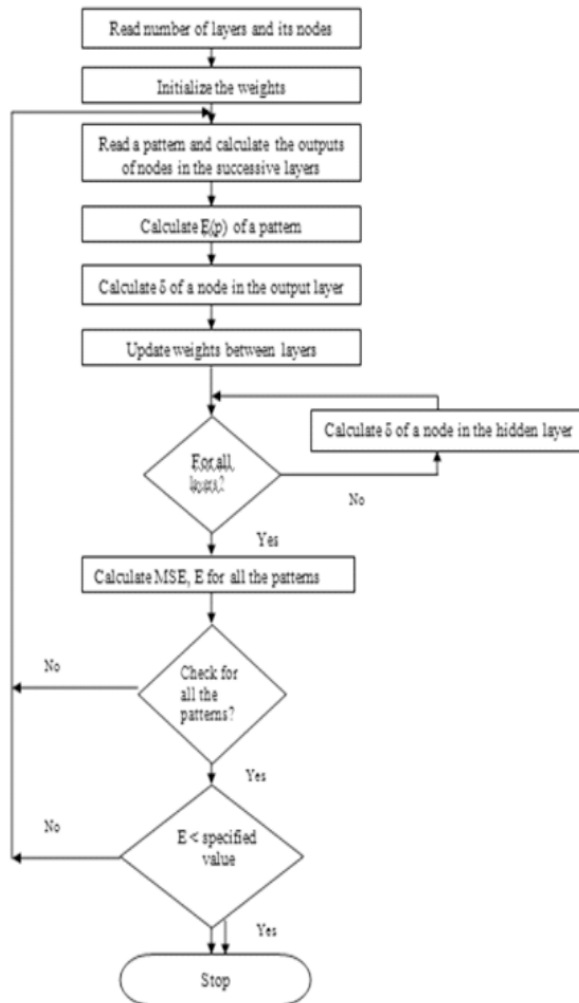 Read number of layers and its nodes
Initialize the weights
Read a pattern and calculate the outputs
of nodes in the successive layers
Calculate E(p) of a pattern
Calculate δ of a node in the output layer
Update weights between layers
Calculate δ of a node in the hidden layer
For all
layers?
No
Yes
Calculate MSE, E for all the patterns
No
Check for
all the
patterns?
Yes
No
E < specified
value
Yes
Stop